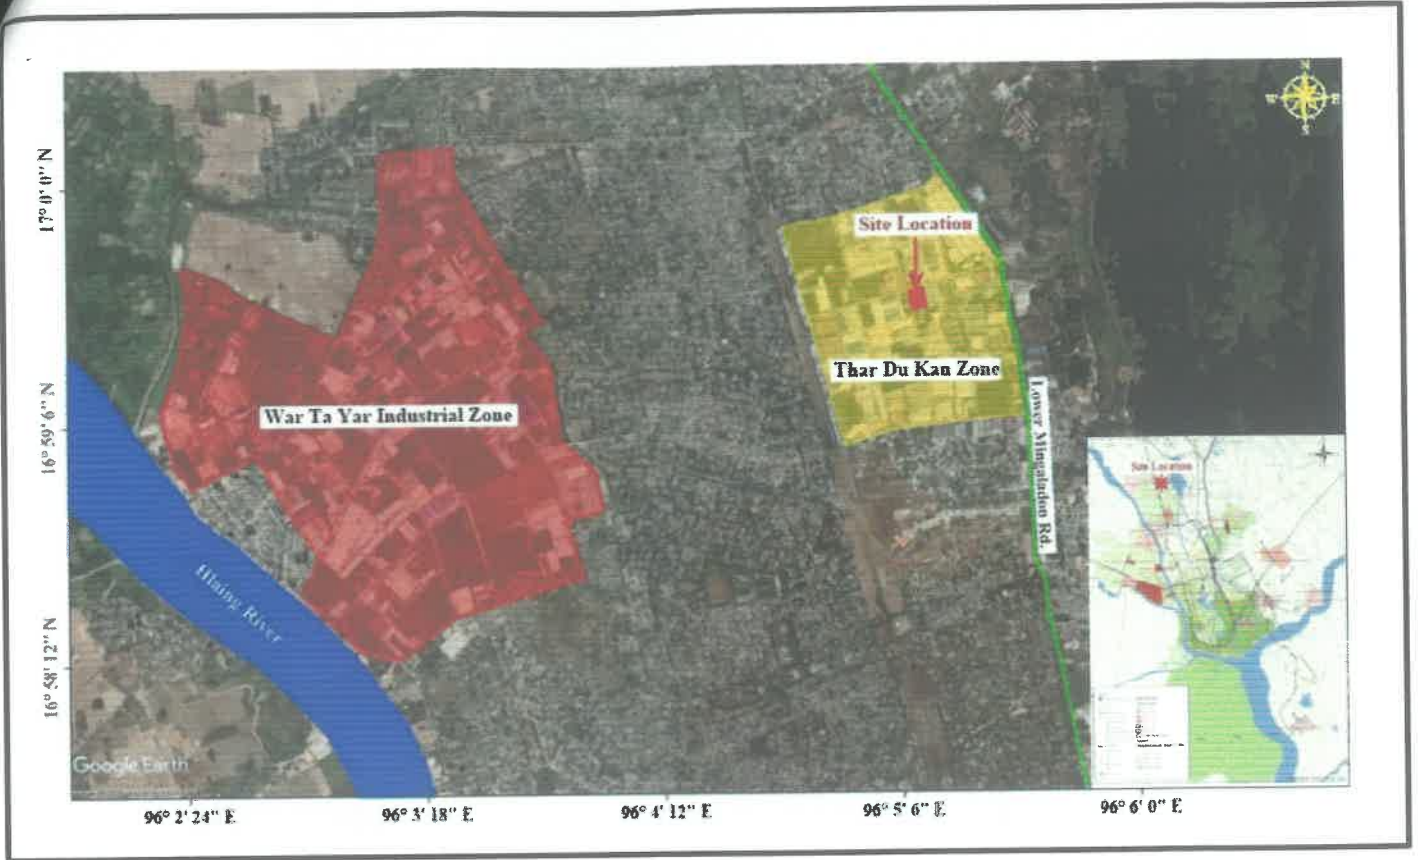 N
W
E
S
17° 0' 0" N
Site Location
Thar Du Kan Zone
16° 59' 6" N
War Ta Yar Industrial Zone
Lower Mingaladon Rd.
Site Location
Hlaing River
16° 58' 12" N
Google Earth
96° 2' 24" E
96° 3' 18" E
96° 4' 12" E
96° 5' 6" E
96° 6' 0" E